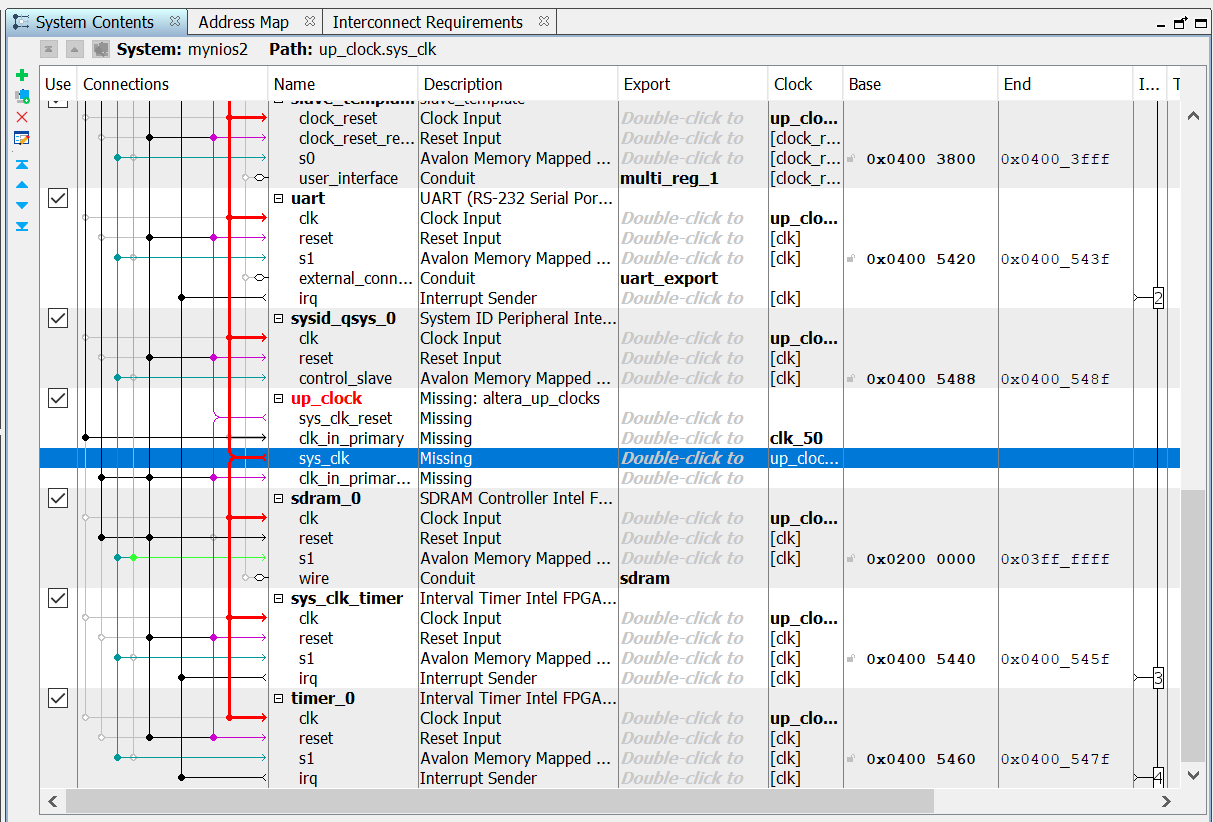 System Contents Address Map Interconnect Requirements
System: mynios2 Path: up_clock.sys_clk
Use Connections Name Description Export Clock Base End I... T
slave_templa... slave_template
clock_reset Clock Input Double-click to up_clo...
clock_reset_re... Reset Input Double-click to [clock_r...
s0 Avalon Memory Mapped ... Double-click to [clock_r... 0x0400 3800 0x0400_3fff
user_interface Conduit multi_reg_1 [clock_r...
uart UART (RS-232 Serial Por...
clk Clock Input Double-click to up_clo...
reset Reset Input Double-click to [clk]
s1 Avalon Memory Mapped ... Double-click to [clk] 0x0400 5420 0x0400_543f
external_conn... Conduit uart_export
irq Interrupt Sender Double-click to [clk] 2
sysid_qsys_0 System ID Peripheral Inte...
clk Clock Input Double-click to up_clo...
reset Reset Input Double-click to [clk]
control_slave Avalon Memory Mapped ... Double-click to [clk] 0x0400 5488 0x0400_548f
up_clock Missing: altera_up_clocks
sys_clk_reset Missing Double-click to
clk_in_primary Missing Double-click to clk_50
sys_clk Missing Double-click to up_cloc...
clk_in_primar... Missing Double-click to
sdram_0 SDRAM Controller Intel F...
clk Clock Input Double-click to up_clo...
reset Reset Input Double-click to [clk]
s1 Avalon Memory Mapped ... Double-click to [clk] 0x0200 0000 0x03ff_ffff
wire Conduit sdram
sys_clk_timer Interval Timer Intel FPGA...
clk Clock Input Double-click to up_clo...
reset Reset Input Double-click to [clk]
s1 Avalon Memory Mapped ... Double-click to [clk] 0x0400 5440 0x0400_545f
irq Interrupt Sender Double-click to [clk] 3
timer_0 Interval Timer Intel FPGA...
clk Clock Input Double-click to up_clo...
reset Reset Input Double-click to [clk]
s1 Avalon Memory Mapped ... Double-click to [clk] 0x0400 5460 0x0400_547f
irq Interrupt Sender Double-click to [clk] 4